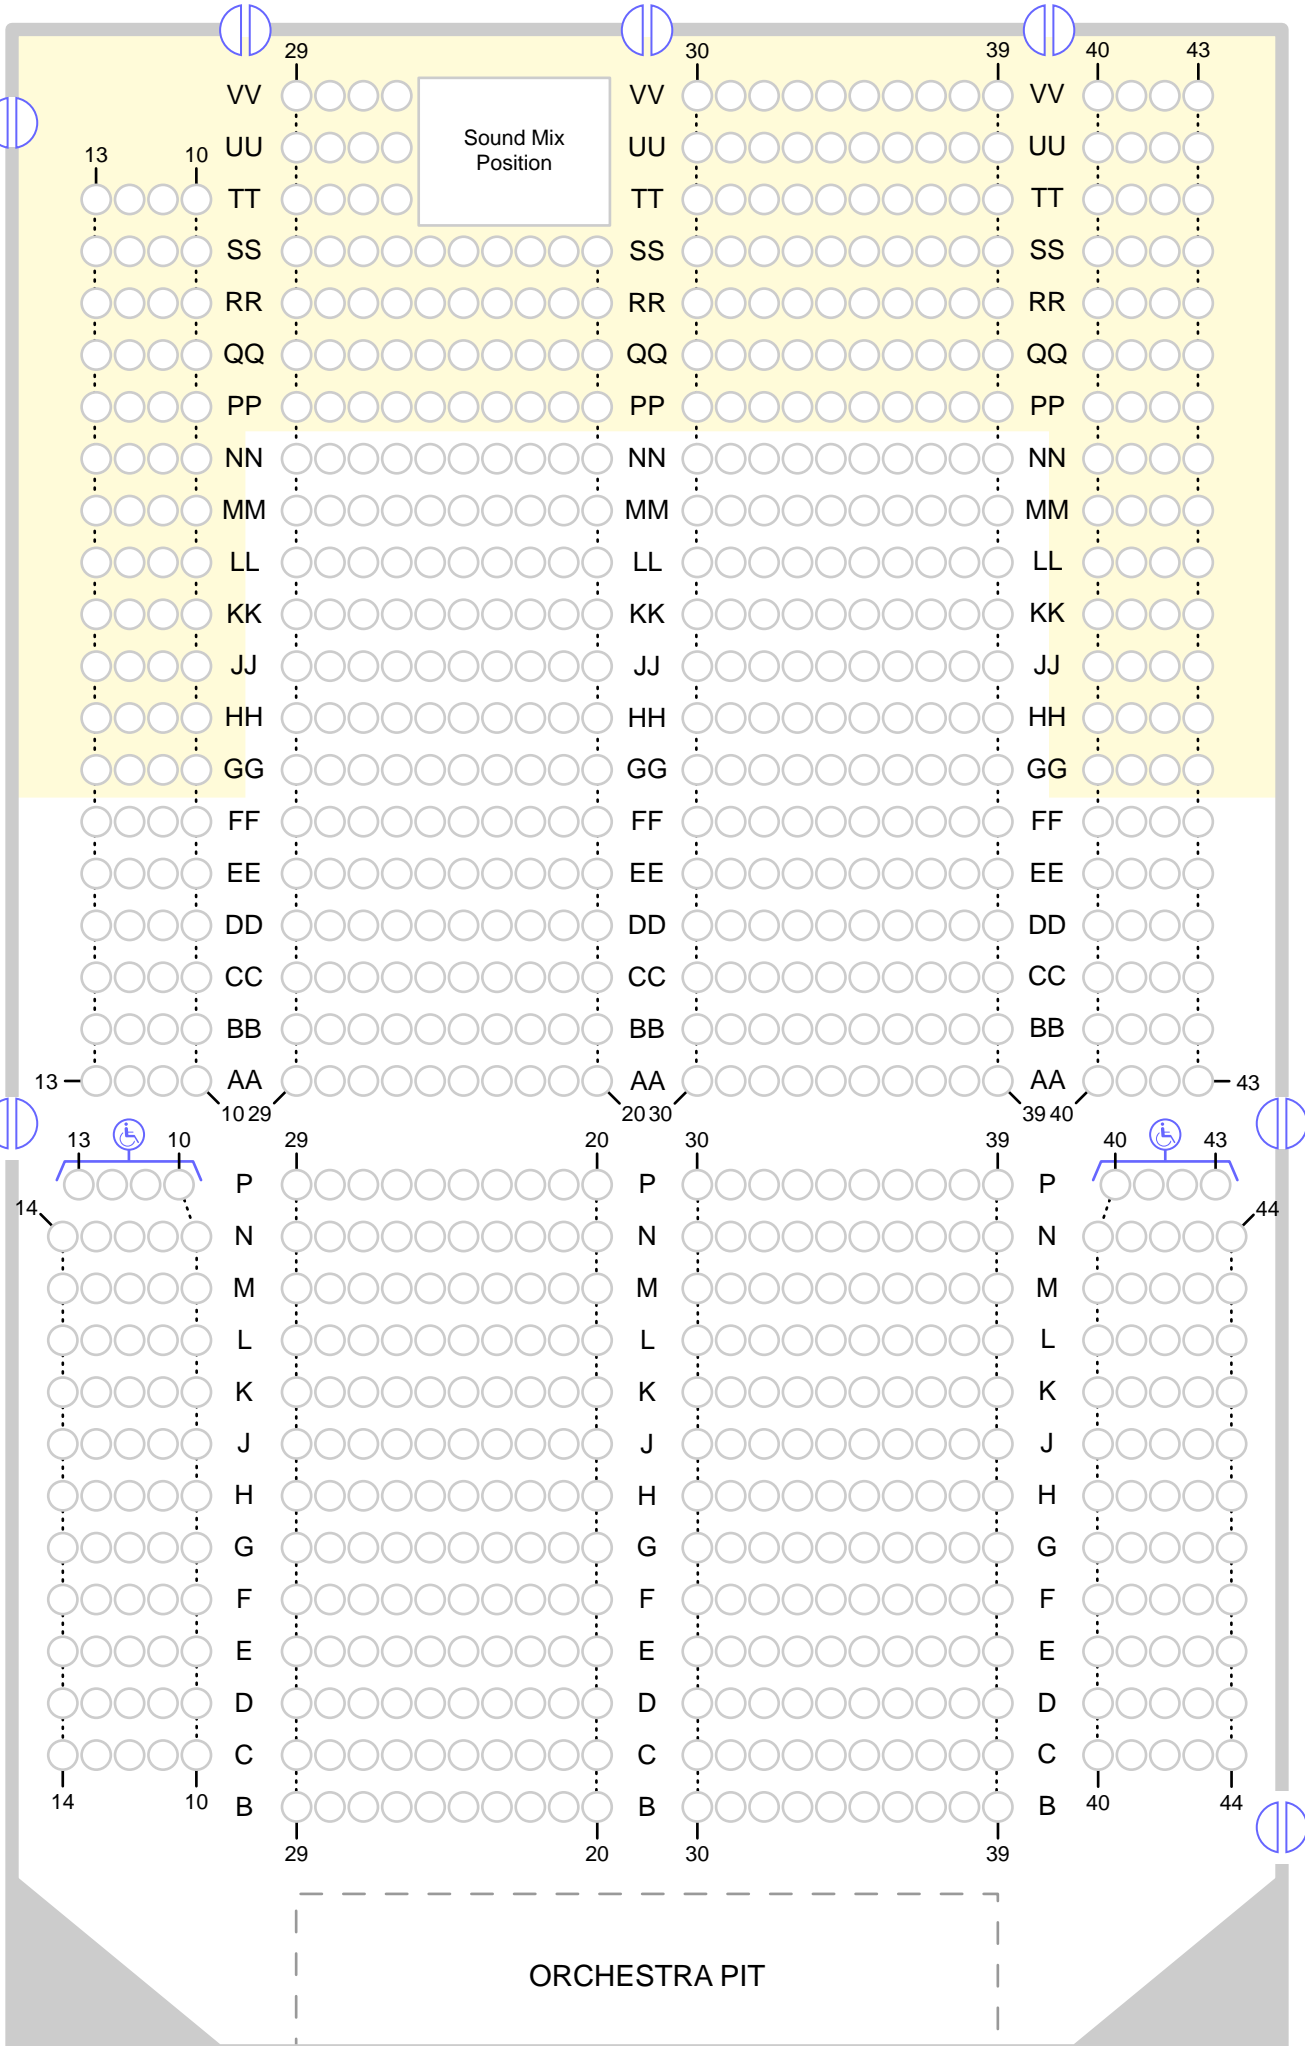 29 30 39 40 43
VV VV VV
Sound Mix
Position
13 10 UU UU UU
TT TT TT
SS SS SS
RR RR RR
QQ QQ QQ
PP PP PP
NN NN NN
MM MM MM
LL LL LL
KK KK KK
JJ JJ JJ
HH HH HH
GG GG GG
FF FF FF
EE EE EE
DD DD DD
CC CC CC
BB BB BB
13 AA AA AA 43
10 29 20 30 39 40
13 10 29 20 30 39 40 43
P P P
14 44
N N N
M M M
L L L
K K K
J J J
H H H
G G G
F F F
E E E
D D D
C C C
14 10 B B B 40 44
29 20 30 39
ORCHESTRA PIT